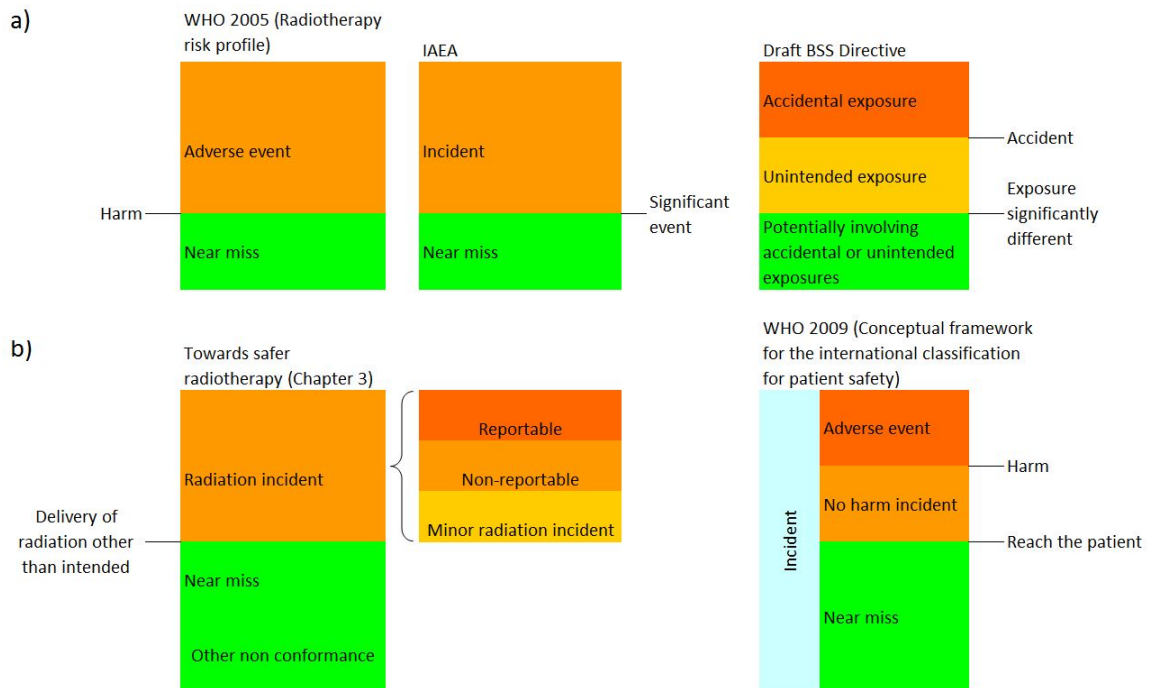 a)
WHO 2005 (Radiotherapy
risk profile)
IAEA
Draft BSS Directive
Adverse event
Near miss
Harm
Incident
Near miss
Significant
event
Accidental exposure
Unintended exposure
Potentially involving
accidental or unintended
exposures
Accident
Exposure
significantly
different
b)
Towards safer
radiotherapy (Chapter 3)
Radiation incident
Near miss
Other non conformance
Delivery of
radiation other
than intended
Reportable
Non-reportable
Minor radiation incident
WHO 2009 (Conceptual framework
for the international classification
for patient safety)
Incident
Adverse event
No harm incident
Near miss
Harm
Reach the patient